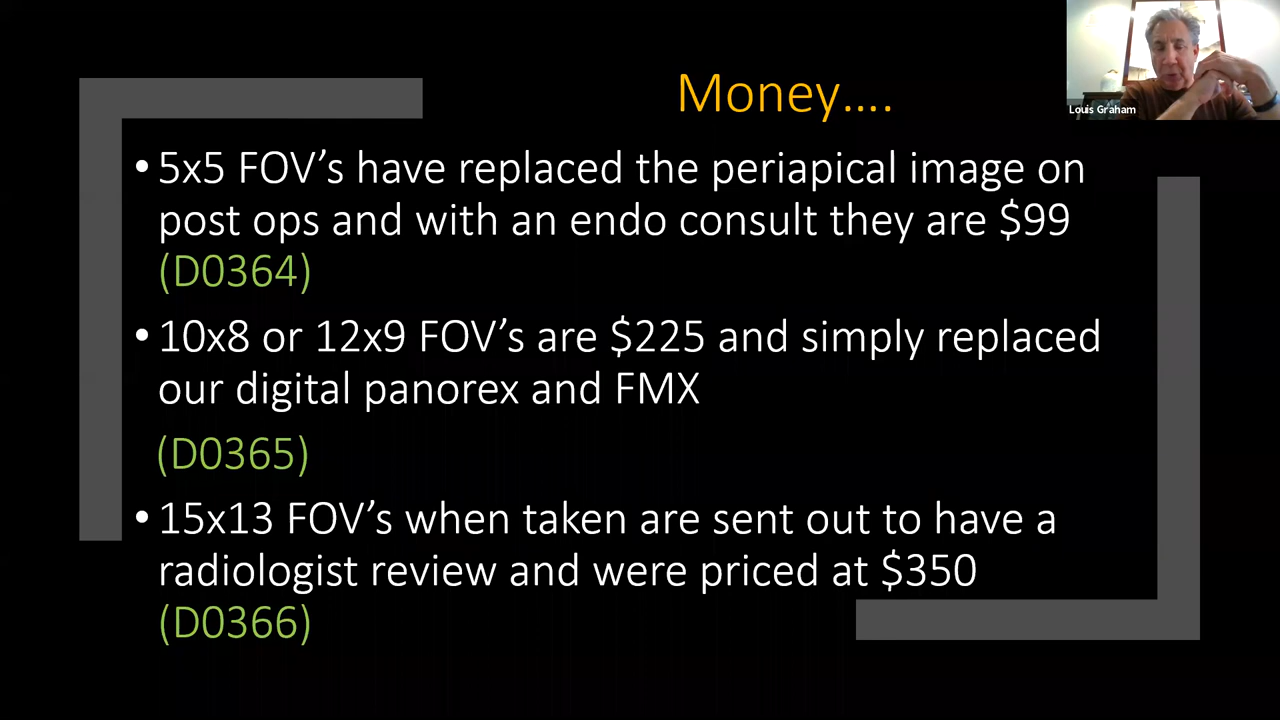 Money….
Louis Graham
• 5x5 FOV’s have replaced the periapical image on
post ops and with an endo consult they are $99
(D0364)
• 10x8 or 12x9 FOV’s are $225 and simply replaced
our digital panorex and FMX
(D0365)
• 15x13 FOV’s when taken are sent out to have a
radiologist review and were priced at $350
(D0366)